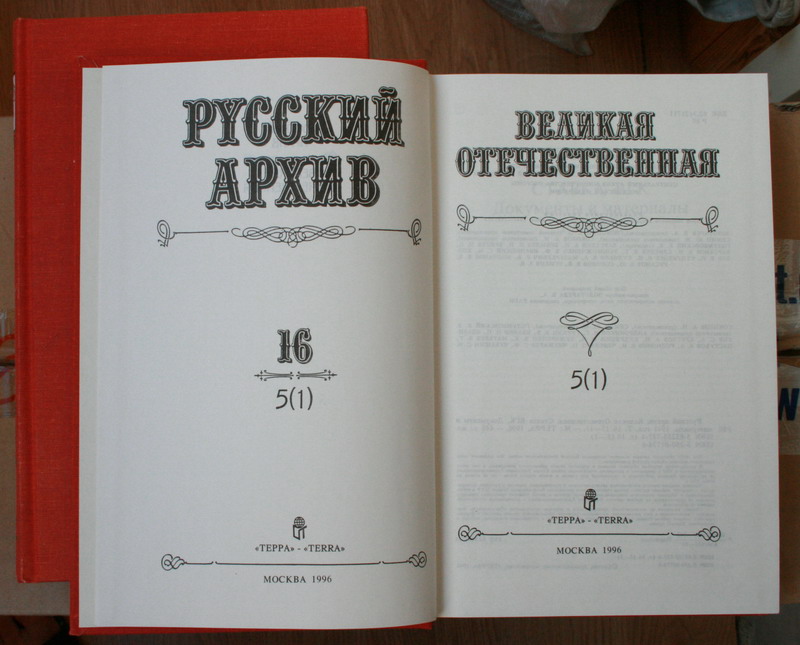 РУССКИЙ
АРХИВ
16
5(1)
«ТЕРРА» - «TERRA»
МОСКВА 1996
ВЕЛИКАЯ
ОТЕЧЕСТВЕННАЯ
5(1)
«ТЕРРА» - «TERRA»
МОСКВА 1996